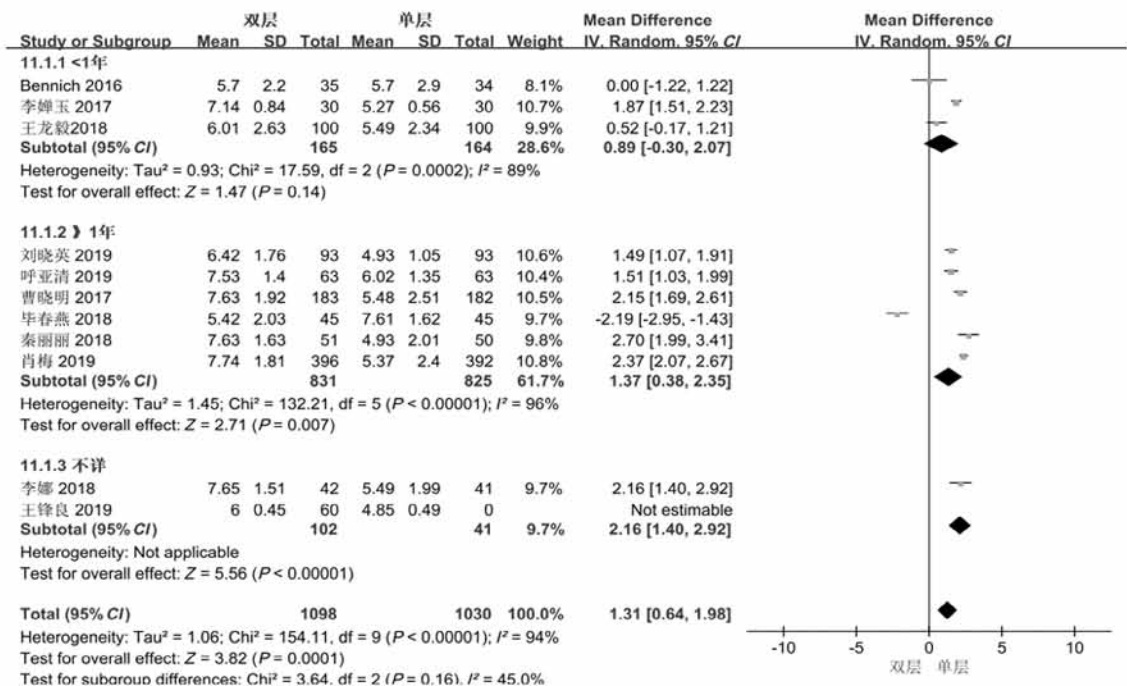 双层 单层 Mean Difference Mean Difference
Study or Subgroup Mean SD Total Mean SD Total Weight IV. Random. 95% CI IV. Random. 95% CI
11.1.1 <1年
Bennich 2016 5.7 2.2 35 5.7 2.9 34 8.1% 0.00 [-1.22, 1.22]
李婵玉 2017 7.14 0.84 30 5.27 0.56 30 10.7% 1.87 [1.51, 2.23]
王龙毅2018 6.01 2.63 100 5.49 2.34 100 9.9% 0.52 [-0.17, 1.21]
Subtotal (95% CI) 165 164 28.6% 0.89 [-0.30, 2.07]
Heterogeneity: Tau² = 0.93; Chi² = 17.59, df = 2 (P = 0.0002); I² = 89%
Test for overall effect: Z = 1.47 (P = 0.14)
11.1.2 》 1年
刘晓英 2019 6.42 1.76 93 4.93 1.05 93 10.6% 1.49 [1.07, 1.91]
呼亚清 2019 7.53 1.4 63 6.02 1.35 63 10.4% 1.51 [1.03, 1.99]
曹晓明 2017 7.63 1.92 183 5.48 2.51 182 10.5% 2.15 [1.69, 2.61]
毕春燕 2018 5.42 2.03 45 7.61 1.62 45 9.7% -2.19 [-2.95, -1.43]
秦丽丽 2018 7.63 1.63 51 4.93 2.01 50 9.8% 2.70 [1.99, 3.41]
肖梅 2019 7.74 1.81 396 5.37 2.4 392 10.8% 2.37 [2.07, 2.67]
Subtotal (95% CI) 831 825 61.7% 1.37 [0.38, 2.35]
Heterogeneity: Tau² = 1.45; Chi² = 132.21, df = 5 (P < 0.00001); I² = 96%
Test for overall effect: Z = 2.71 (P = 0.007)
11.1.3 不详
李娜 2018 7.65 1.51 42 5.49 1.99 41 9.7% 2.16 [1.40, 2.92]
王锋良 2019 6 0.45 60 4.85 0.49 0 Not estimable
Subtotal (95% CI) 102 41 9.7% 2.16 [1.40, 2.92]
Heterogeneity: Not applicable
Test for overall effect: Z = 5.56 (P < 0.00001)
Total (95% CI) 1098 1030 100.0% 1.31 [0.64, 1.98]
Heterogeneity: Tau² = 1.06; Chi² = 154.11, df = 9 (P < 0.00001); I² = 94%
Test for overall effect: Z = 3.82 (P = 0.0001)
Test for subgroup differences: Chi² = 3.64, df = 2 (P = 0.16), I² = 45.0%
-10 -5 0 5 10
双层 单层